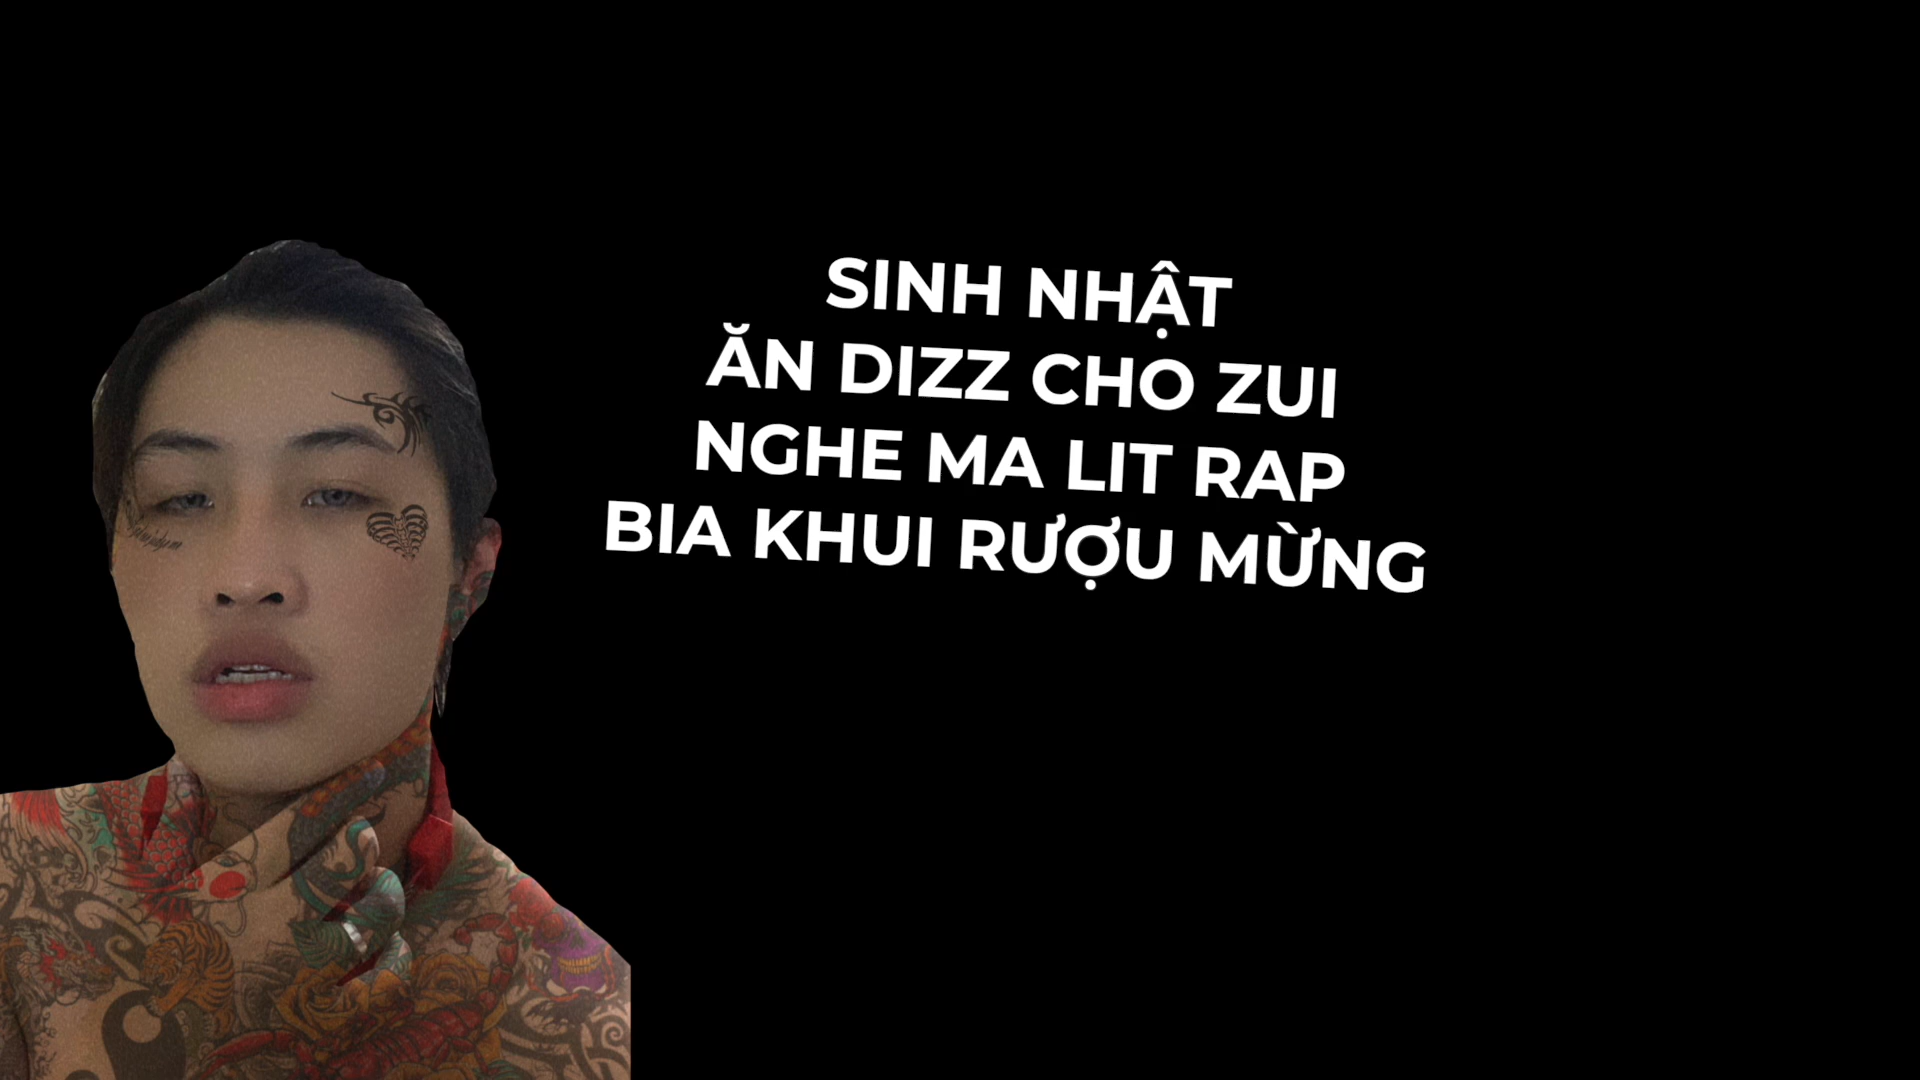 SINH NHẬT
ĂN DIZZ CHO ZUI
NGHE MA LIT RAP
BIA KHUI RƯỢU MỪNG